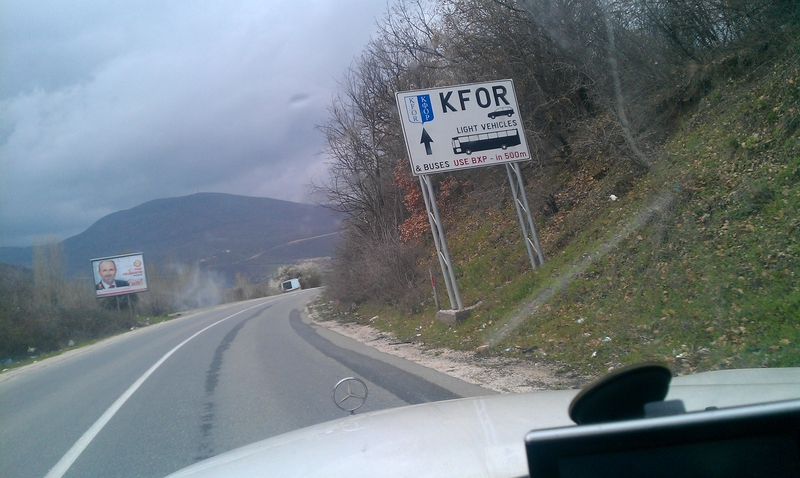 KFOR
КФОР
KFOR
LIGHT VEHICLES
& BUSES USE BXP - in 500m